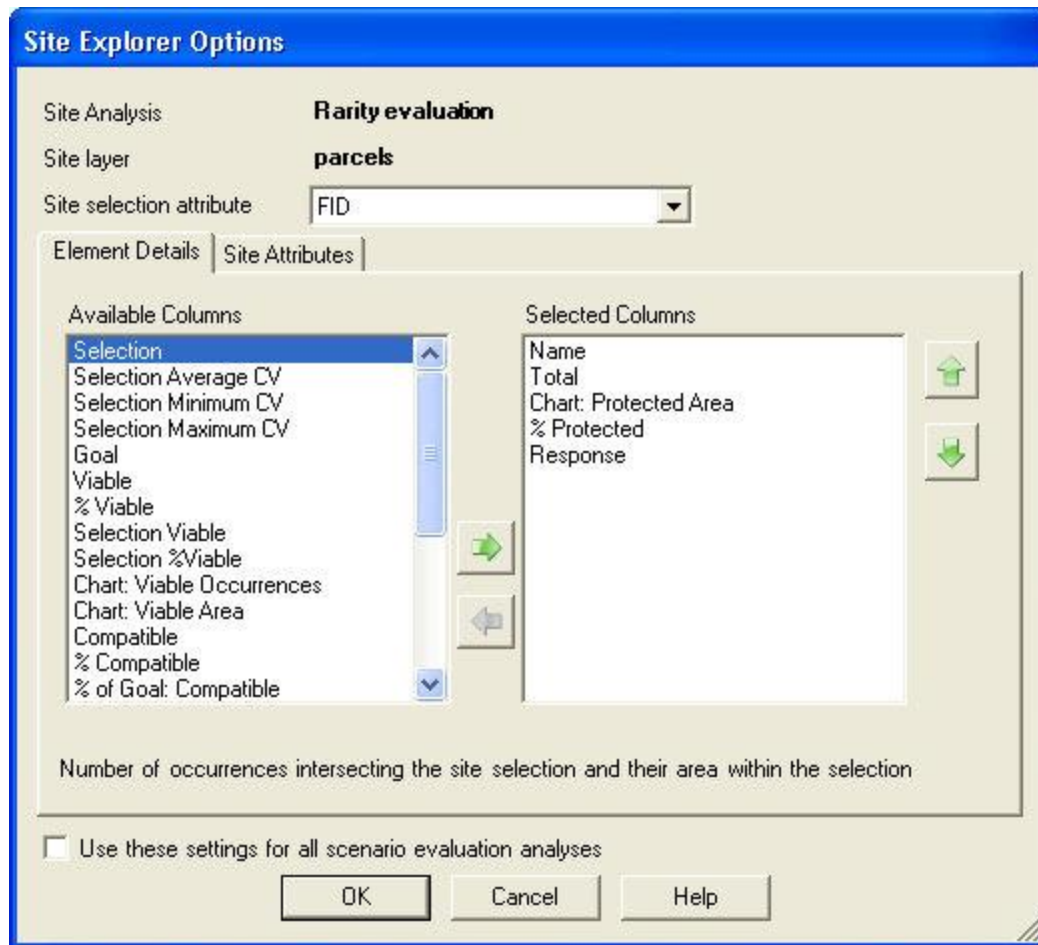 Site Explorer Options
Site Analysis Rarity evaluation
Site layer parcels
Site selection attribute FID
Element Details Site Attributes
Available Columns Selected Columns
Selection
Selection Average CV
Selection Minimum CV
Selection Maximum CV
Goal
Viable
% Viable
Selection Viable
Selection %Viable
Chart: Viable Occurrences
Chart: Viable Area
Compatible
% Compatible
% of Goal: Compatible
Name
Total
Chart: Protected Area
% Protected
Response
Number of occurrences intersecting the site selection and their area within the selection
Use these settings for all scenario evaluation analyses
OK Cancel Help